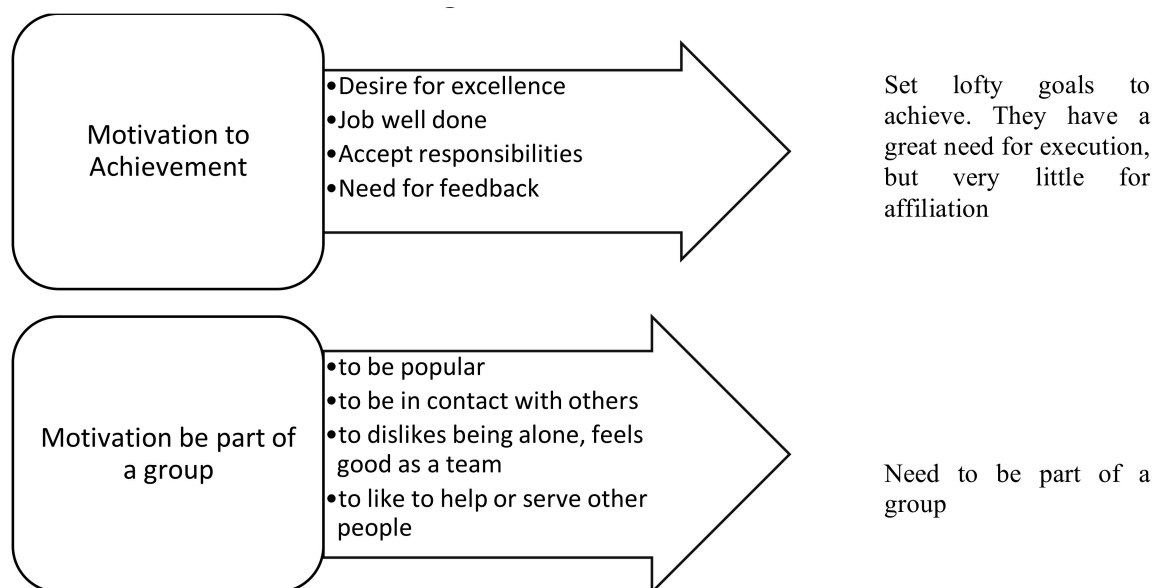 Motivation to
Achievement
•Desire for excellence
•Job well done
•Accept responsibilities
•Need for feedback
Set lofty goals to
achieve. They have a
great need for execution,
but very little for
affiliation
Motivation be part of
a group
•to be popular
•to be in contact with others
•to dislikes being alone, feels
good as a team
•to like to help or serve other
people
Need to be part of a
group